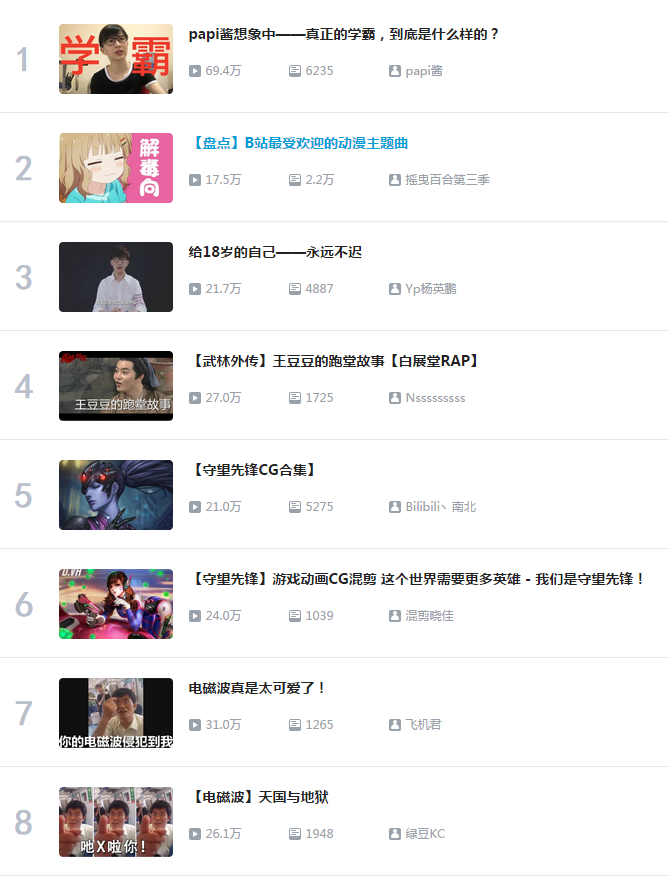 1
学霸
papi酱想象中——真正的学霸，到底是什么样的？
69.4万 6235 papi酱
2
解毒向
【盘点】B站最受欢迎的动漫主题曲
17.5万 2.2万 摇曳百合第三季
3
给18岁的自己——永远不迟
21.7万 4887 Yp杨英鹏
4
王豆豆的跑堂故事
【武林外传】王豆豆的跑堂故事【白展堂RAP】
27.0万 1725 Nsssssssss
5
【守望先锋CG合集】
21.0万 5275 Bilibili丶南北
6
D.VA
【守望先锋】游戏动画CG混剪 这个世界需要更多英雄 - 我们是守望先锋！
24.0万 1039 混剪晓佳
7
你的电磁波侵犯到我
电磁波真是太可爱了！
31.0万 1265 飞机君
8
吔X啦你！
【电磁波】天国与地狱
26.1万 1948 绿豆KC